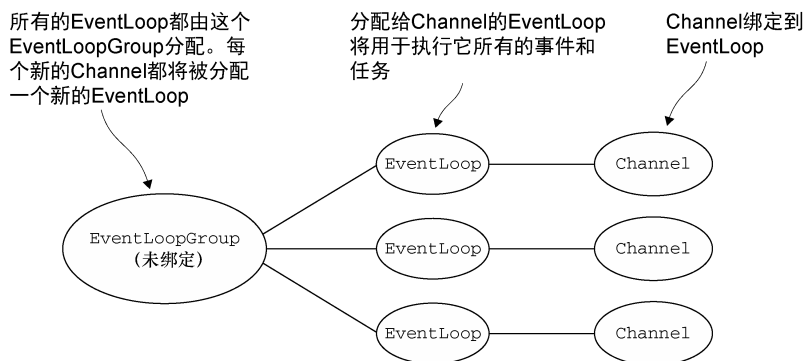 所有的EventLoop都由这个
EventLoopGroup分配。每
个新的Channel都将被分配
一个新的EventLoop
分配给Channel的EventLoop
将用于执行它所有的事件和
任务
Channel绑定到
EventLoop
EventLoop
Channel
EventLoopGroup
(未绑定)
EventLoop
Channel
EventLoop
Channel